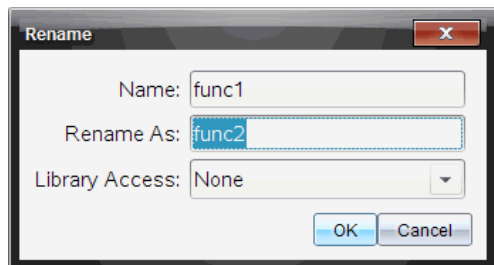 Rename
Name: func1
Rename As: func2
Library Access: None
OK Cancel